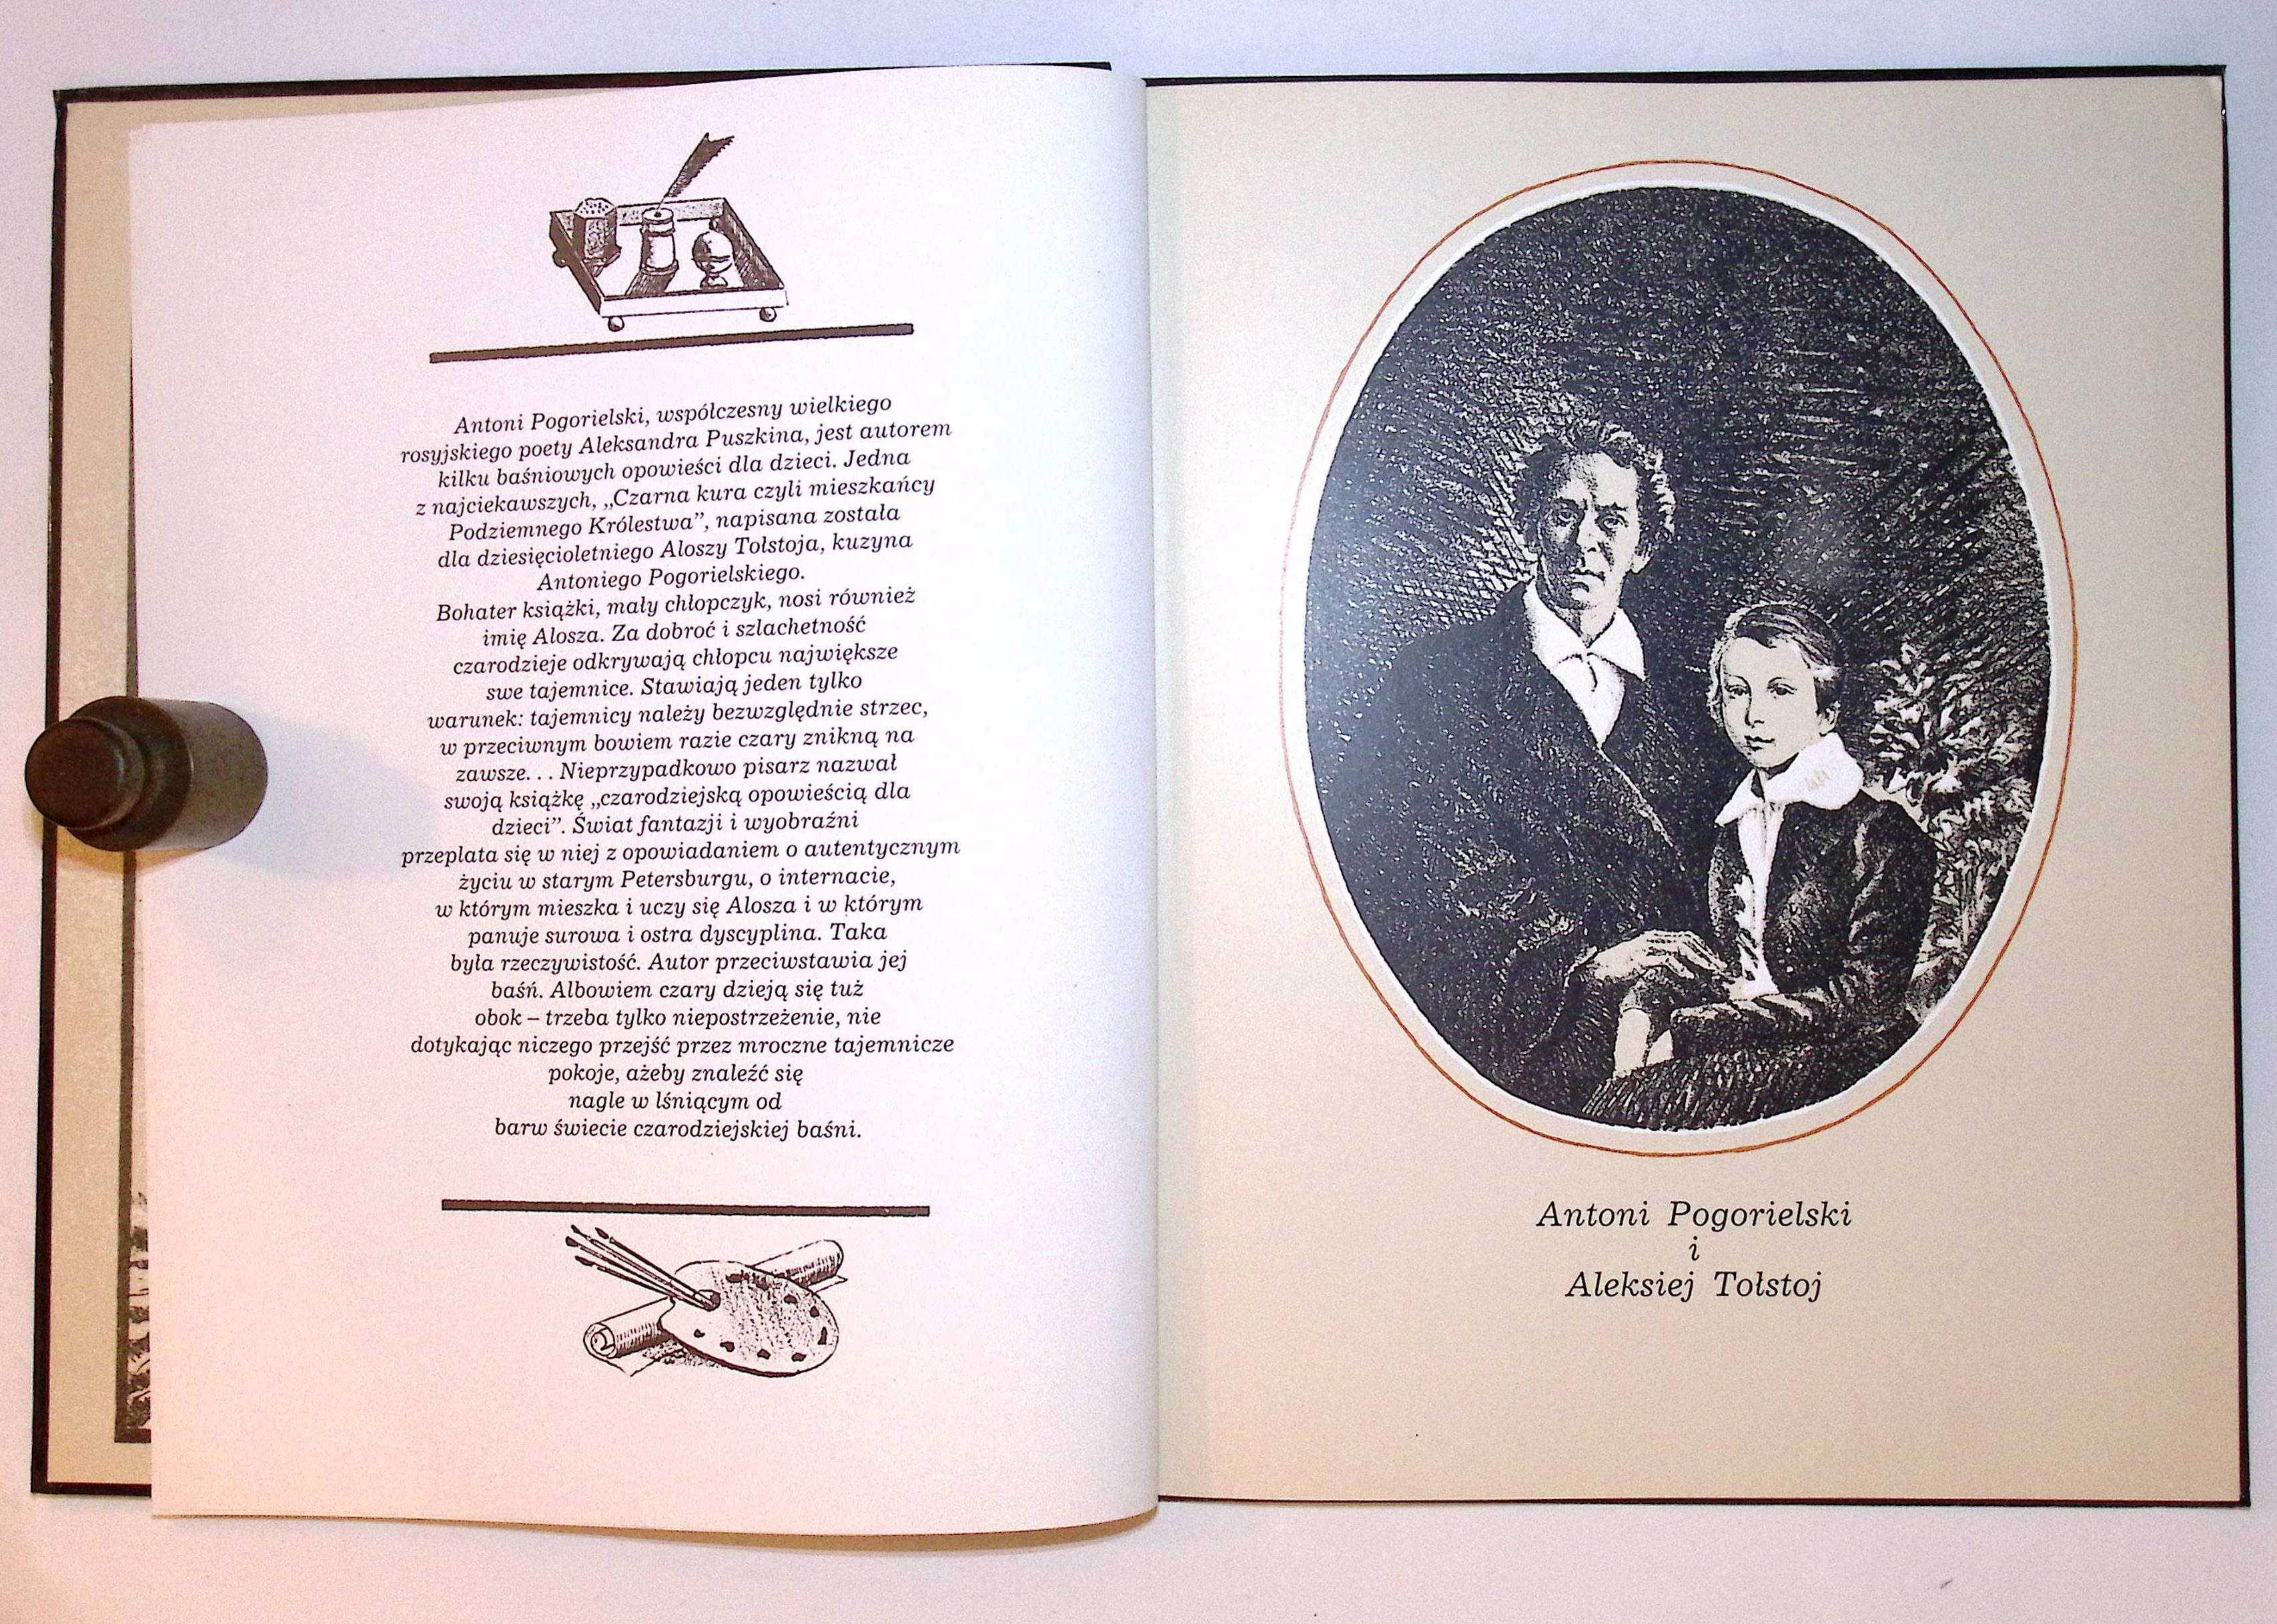 Antoni Pogorielski, współczesny wielkiego
rosyjskiego poety Aleksandra Puszkina, jest autorem
kilku baśniowych opowieści dla dzieci. Jedna
z najciekawszych, „Czarna kura czyli mieszkańcy
Podziemnego Królestwa”, napisana została
dla dziesięcioletniego Aloszy Tołstoja, kuzyna
Antoniego Pogorielskiego.
Bohater książki, mały chłopczyk, nosi również
imię Alosza. Za dobroć i szlachetność
czarodzieje odkrywają chłopcu największe
swe tajemnice. Stawiają jeden tylko
warunek: tajemnicy należy bezwzględnie strzec,
w przeciwnym bowiem razie czary znikną na
zawsze. . . Nieprzypadkowo pisarz nazwał
swoją książkę „czarodziejską opowieścią dla
dzieci”. Świat fantazji i wyobraźni
przeplata się w niej z opowiadaniem o autentycznym
życiu w starym Petersburgu, o internacie,
w którym mieszka i uczy się Alosza i w którym
panuje surowa i ostra dyscyplina. Taka
była rzeczywistość. Autor przeciwstawia jej
baśń. Albowiem czary dzieją się tuż
obok – trzeba tylko niepostrzeżenie, nie
dotykając niczego przejść przez mroczne tajemnicze
pokoje, ażeby znaleźć się
nagle w lśniącym od
barw świecie czarodziejskiej baśni.
Antoni Pogorielski
i
Aleksiej Tołstoj